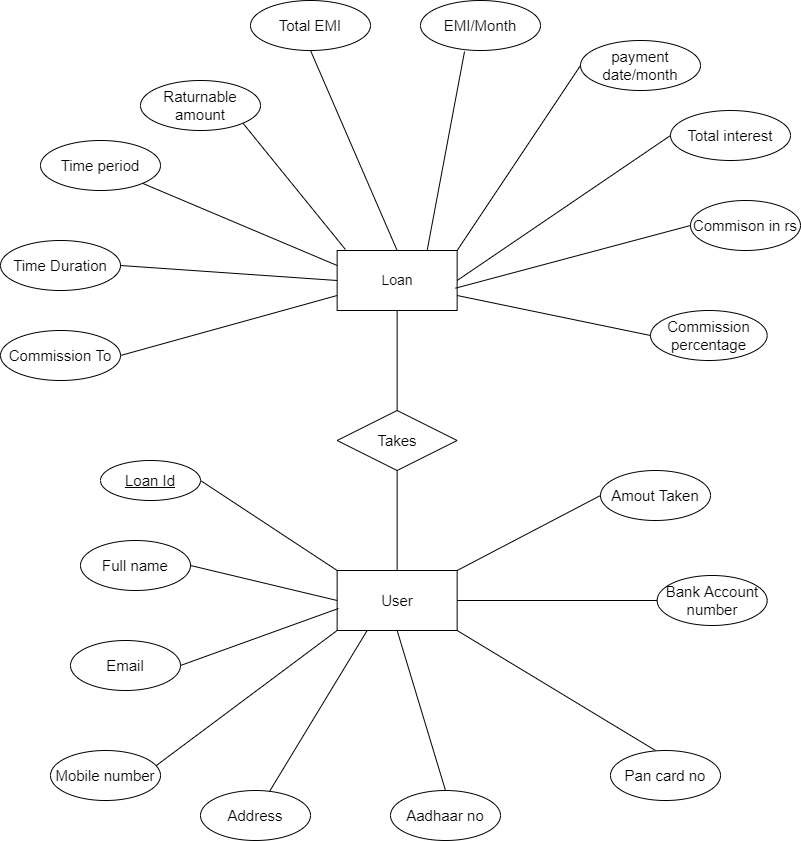 Total EMI
EMI/Month
payment
date/month
Raturnable
amount
Total interest
Time period
Commison in rs
Time Duration
Loan
Commission
percentage
Commission To
Takes
Loan Id
Amout Taken
Full name
Bank Account
number
User
Email
Mobile number
Pan card no
Address
Aadhaar no